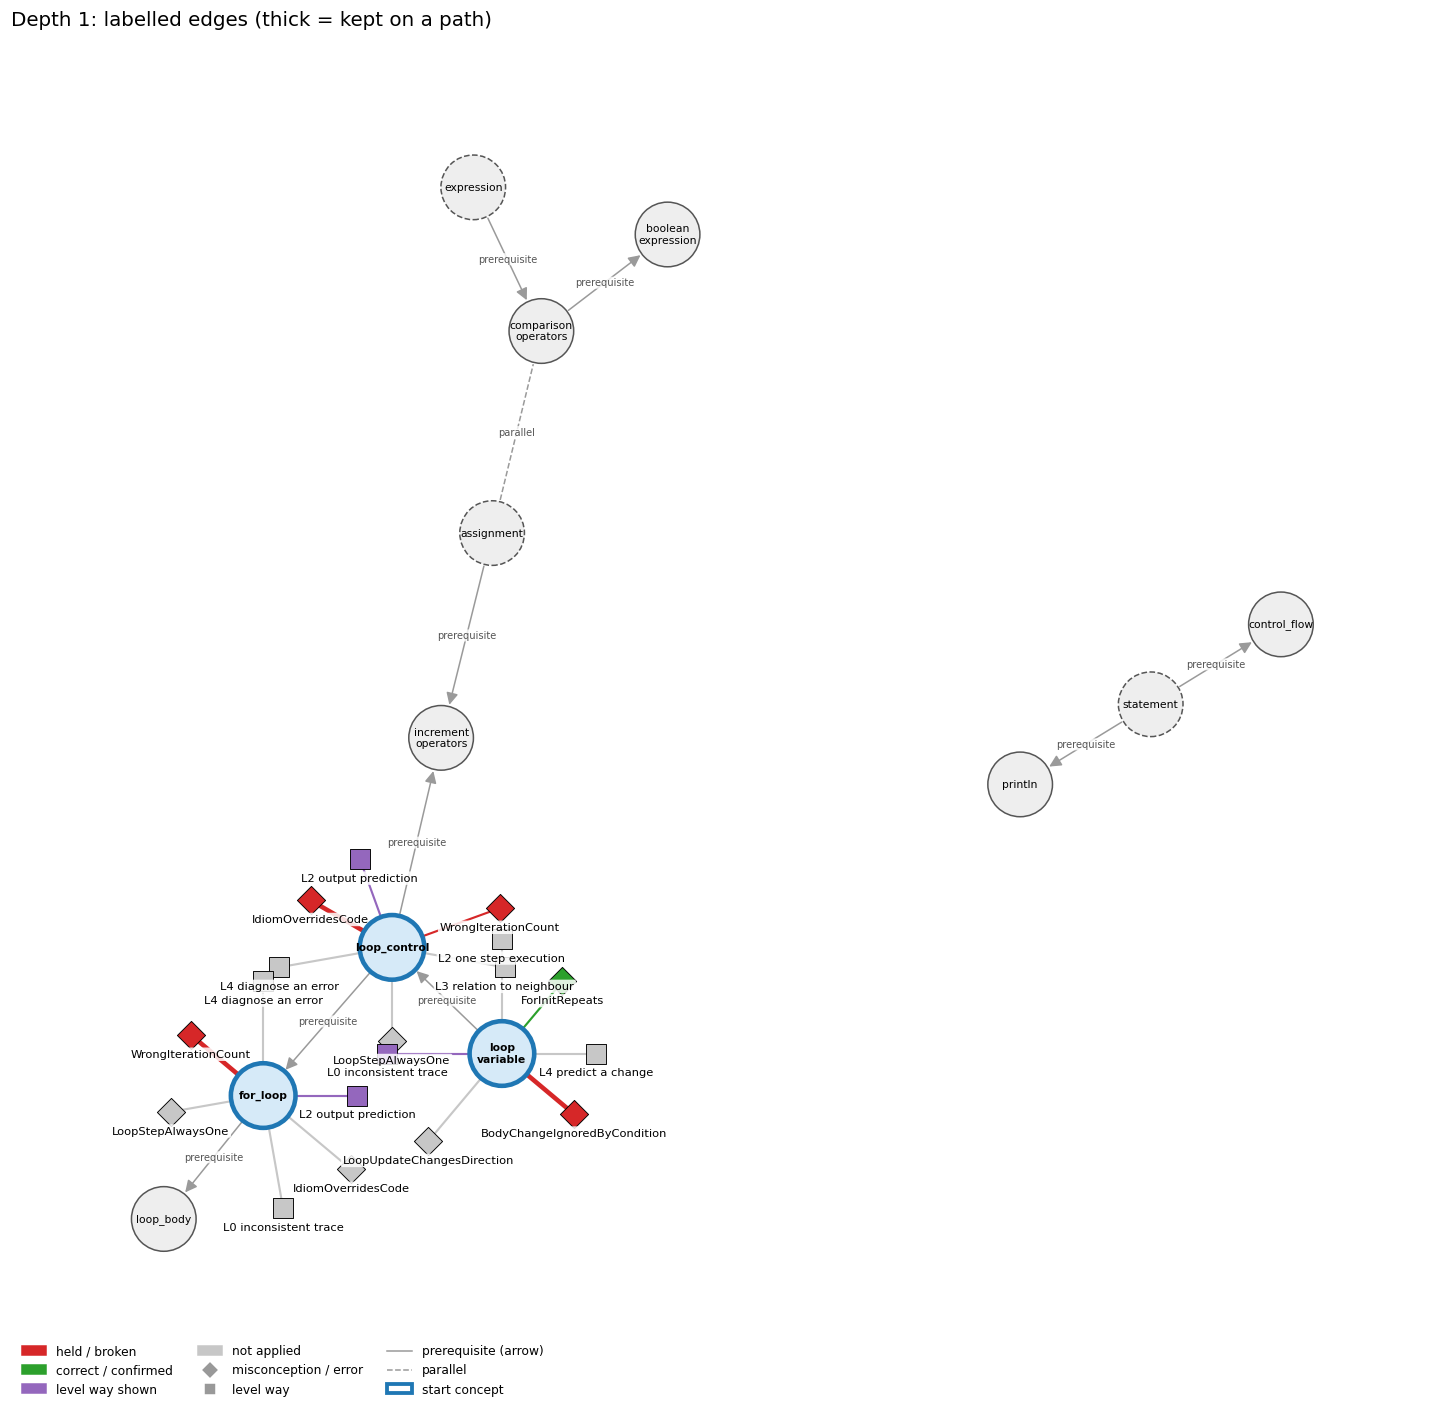 Depth 1: labelled edges (thick = kept on a path)
expression
boolean
expression
prerequisite
prerequisite
comparison
operators
parallel
assignment
prerequisite
increment
operators
control_flow
prerequisite
statement
prerequisite
println
prerequisite
L2 output prediction
IdiomOverridesCode
WrongIterationCount
loop_control
L2 one step execution
L4 diagnose an error
L3 relation to neighbour
L4 diagnose an error
prerequisite
ForInitRepeats
prerequisite
WrongIterationCount
loop
variable
LoopStepAlwaysOne
L0 inconsistent trace
L4 predict a change
for_loop
L2 output prediction
LoopStepAlwaysOne
BodyChangeIgnoredByCondition
prerequisite
LoopUpdateChangesDirection
IdiomOverridesCode
loop_body
L0 inconsistent trace
held / broken
correct / confirmed
level way shown
not applied
misconception / error
level way
prerequisite (arrow)
parallel
start concept